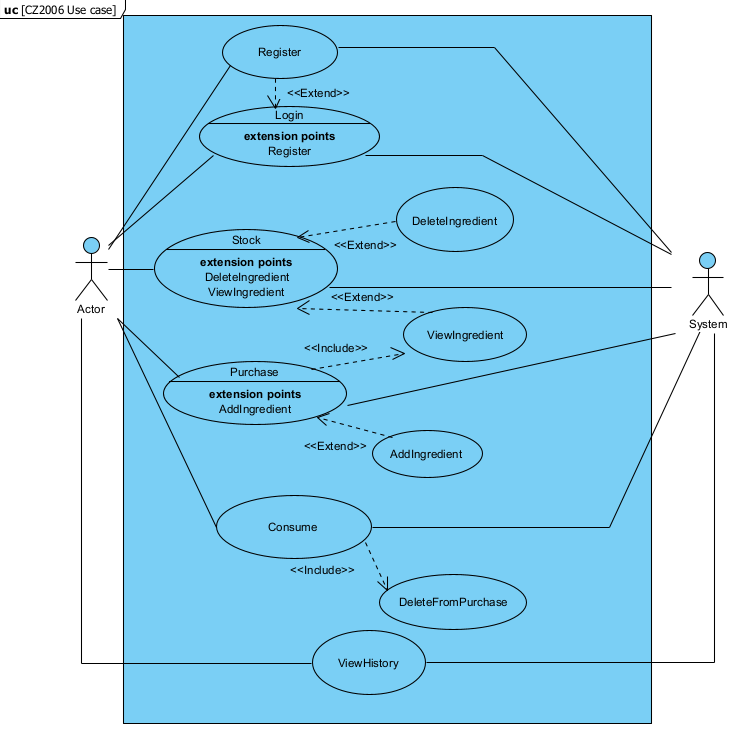 uc [CZ2006 Use case]
Register
<<Extend>>
Login
extension points
Register
DeleteIngredient
Stock
<<Extend>>
extension points
DeleteIngredient
ViewIngredient
<<Extend>>
Actor
System
ViewIngredient
<<Include>>
Purchase
extension points
AddIngredient
<<Extend>>
AddIngredient
Consume
<<Include>>
DeleteFromPurchase
ViewHistory